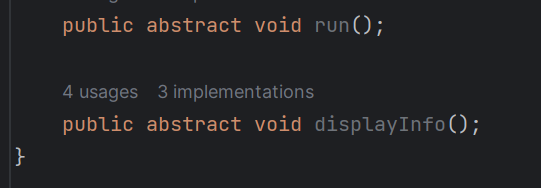 public abstract void run();
4 usages 3 implementations
public abstract void displayInfo();
}